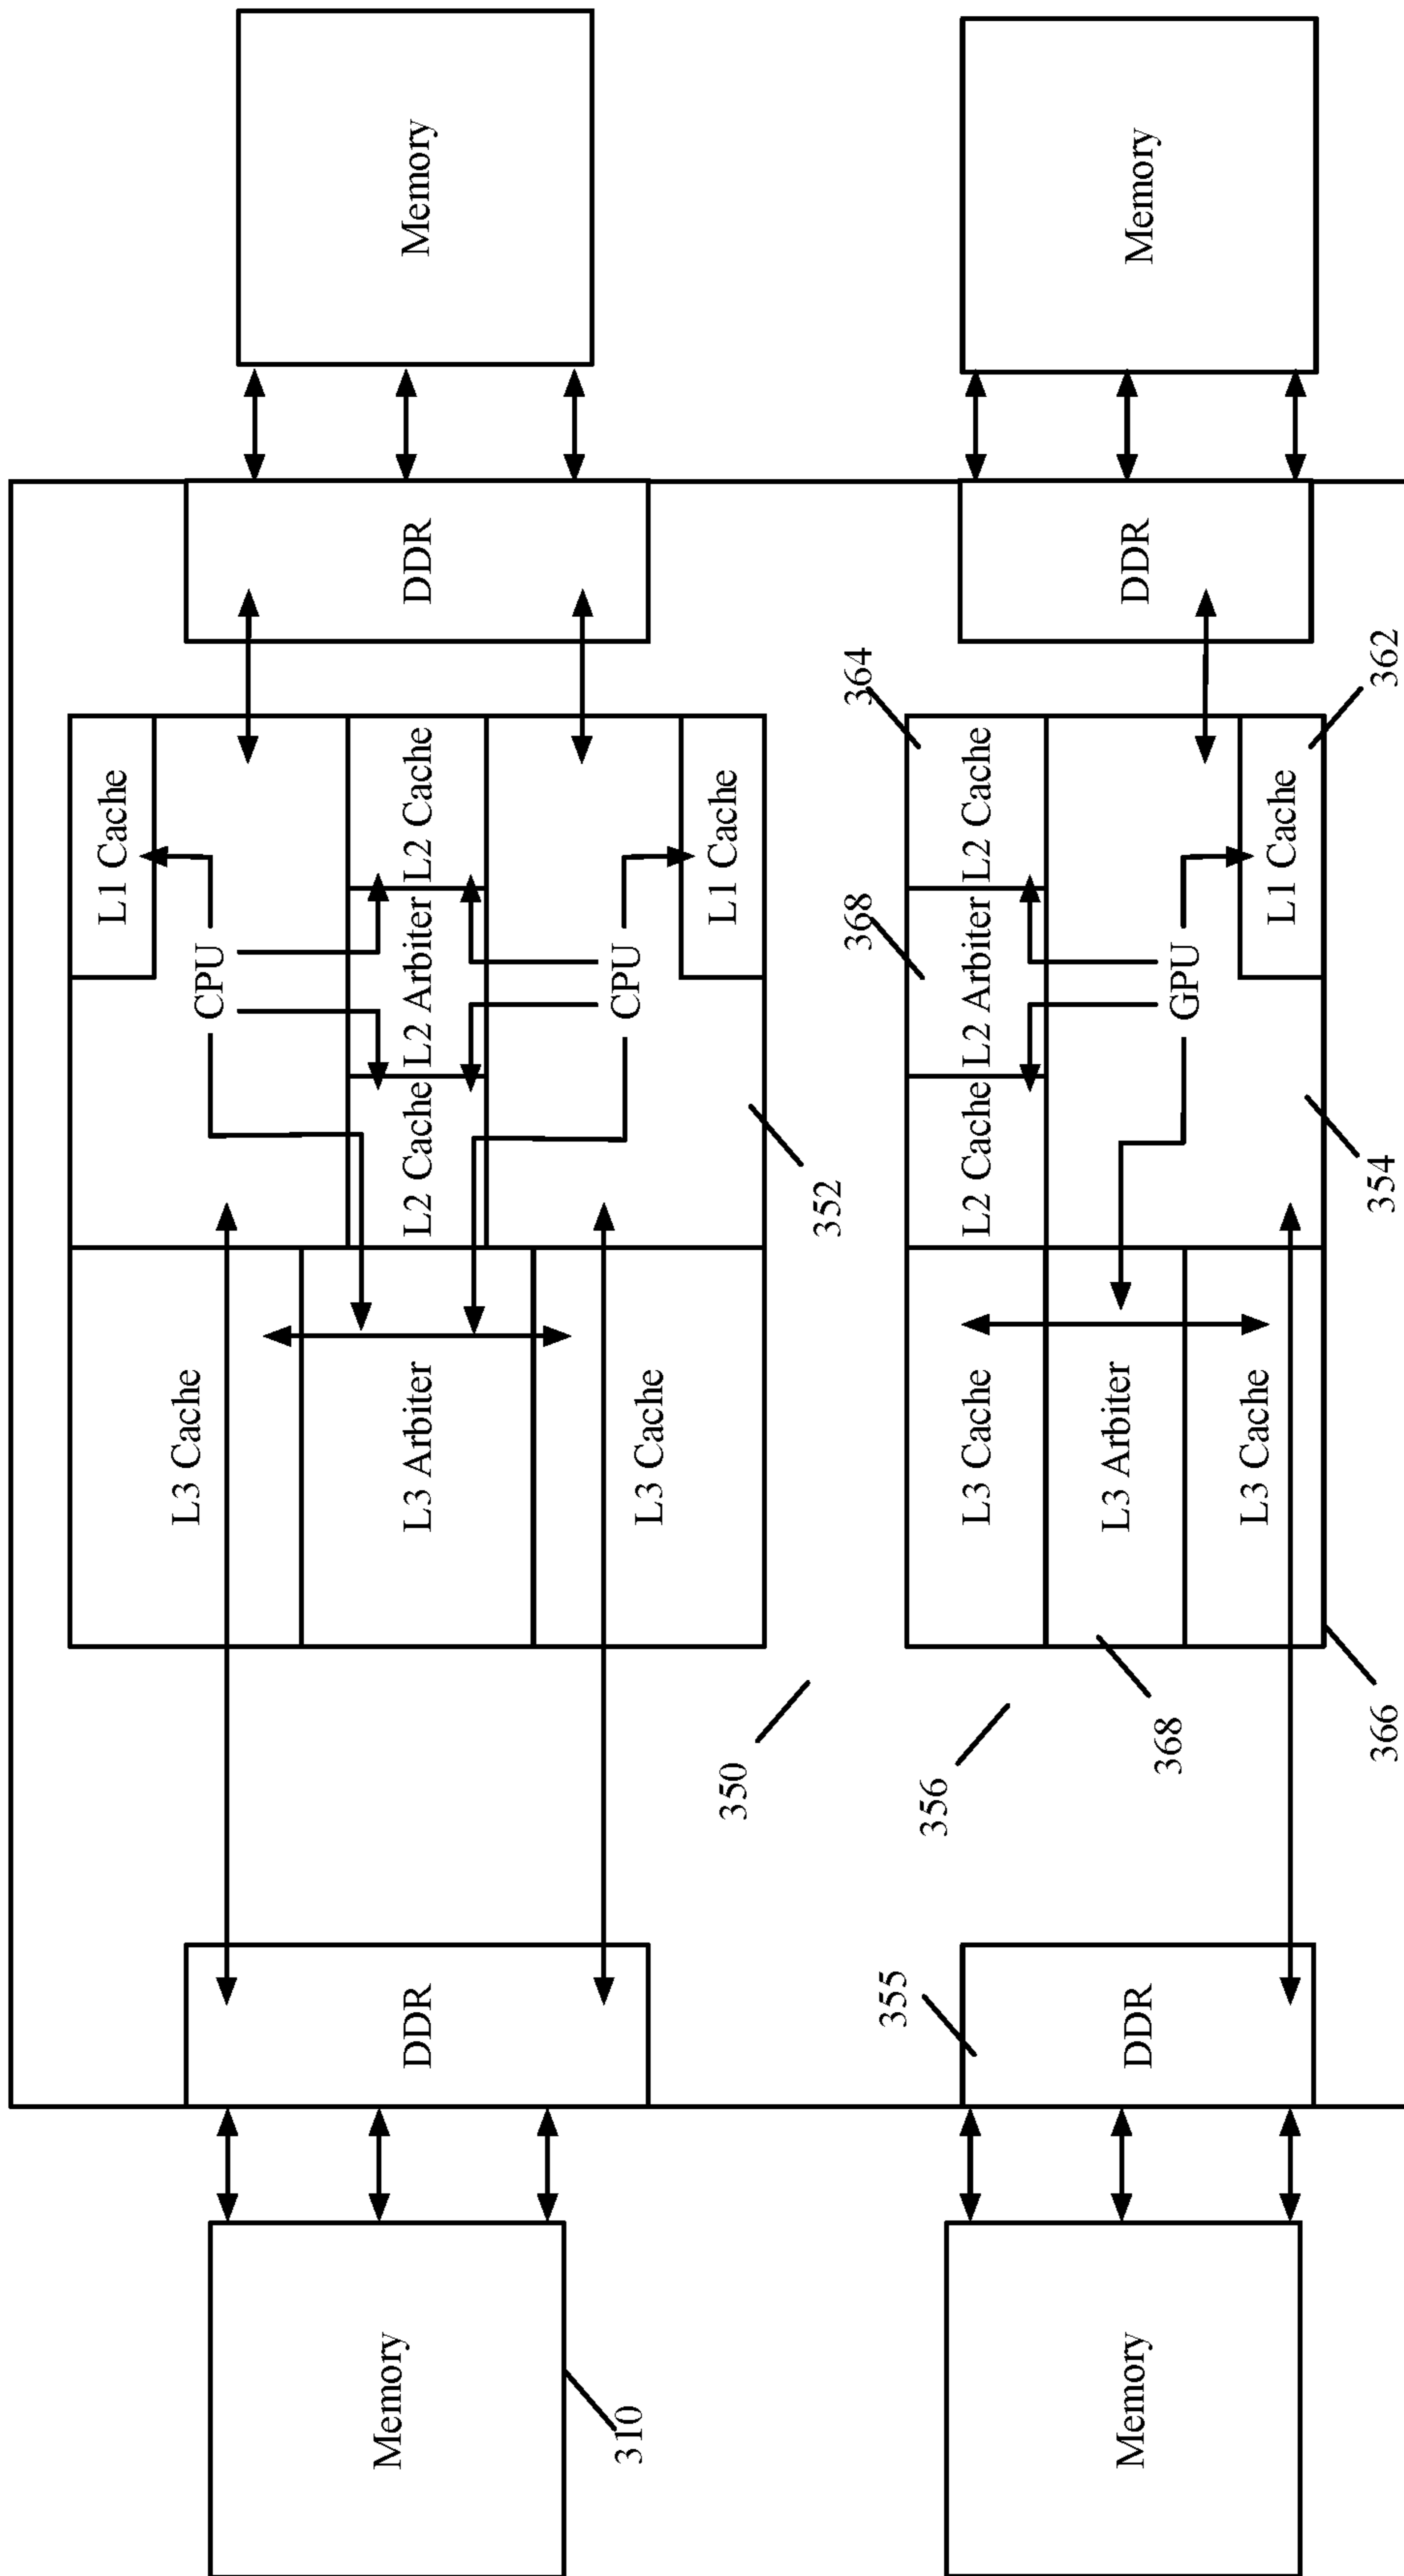 L1 Cache
L3 Cache
CPU
Memory
DDR
L3 Arbiter
L2 Cache
L2 Arbiter
L2 Cache
DDR
Memory
310
CPU
L3 Cache
L1 Cache
350
352
355
368
364
356
L3 Cache
L2 Cache
L2 Arbiter
L2 Cache
Memory
DDR
L3 Arbiter
DDR
Memory
368
GPU
L3 Cache
L1 Cache
366
354
362